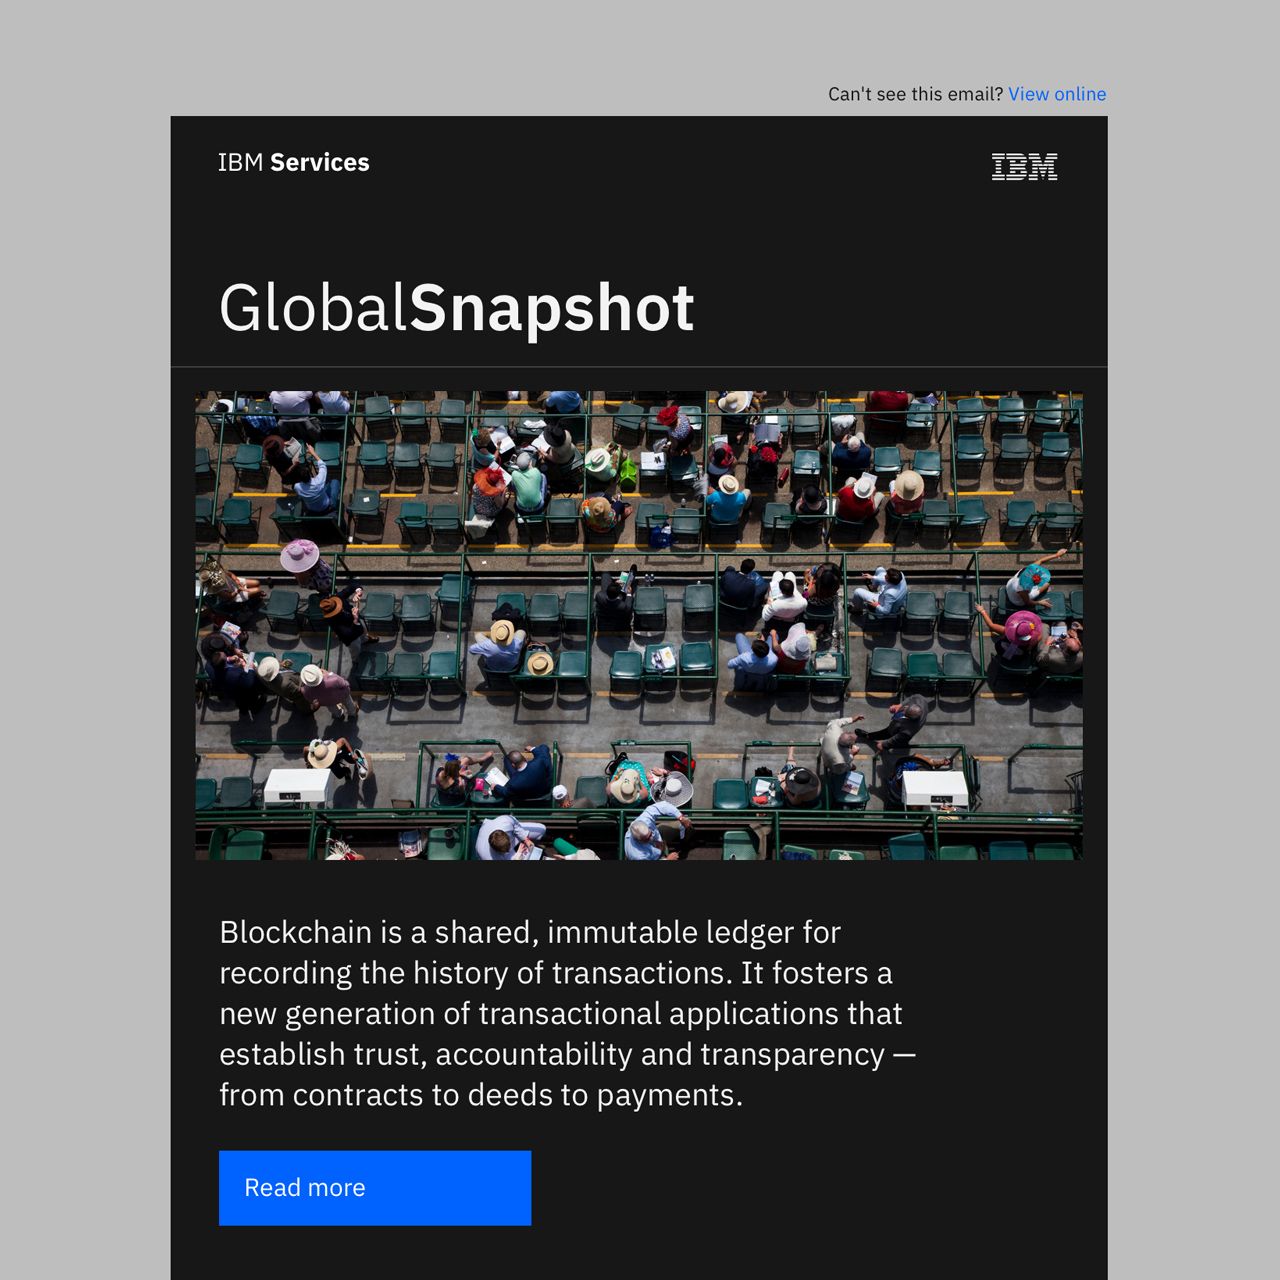 Can't see this email? View online
IBM Services
IBM
GlobalSnapshot
Blockchain is a shared, immutable ledger for
recording the history of transactions. It fosters a
new generation of transactional applications that
establish trust, accountability and transparency —
from contracts to deeds to payments.
Read more